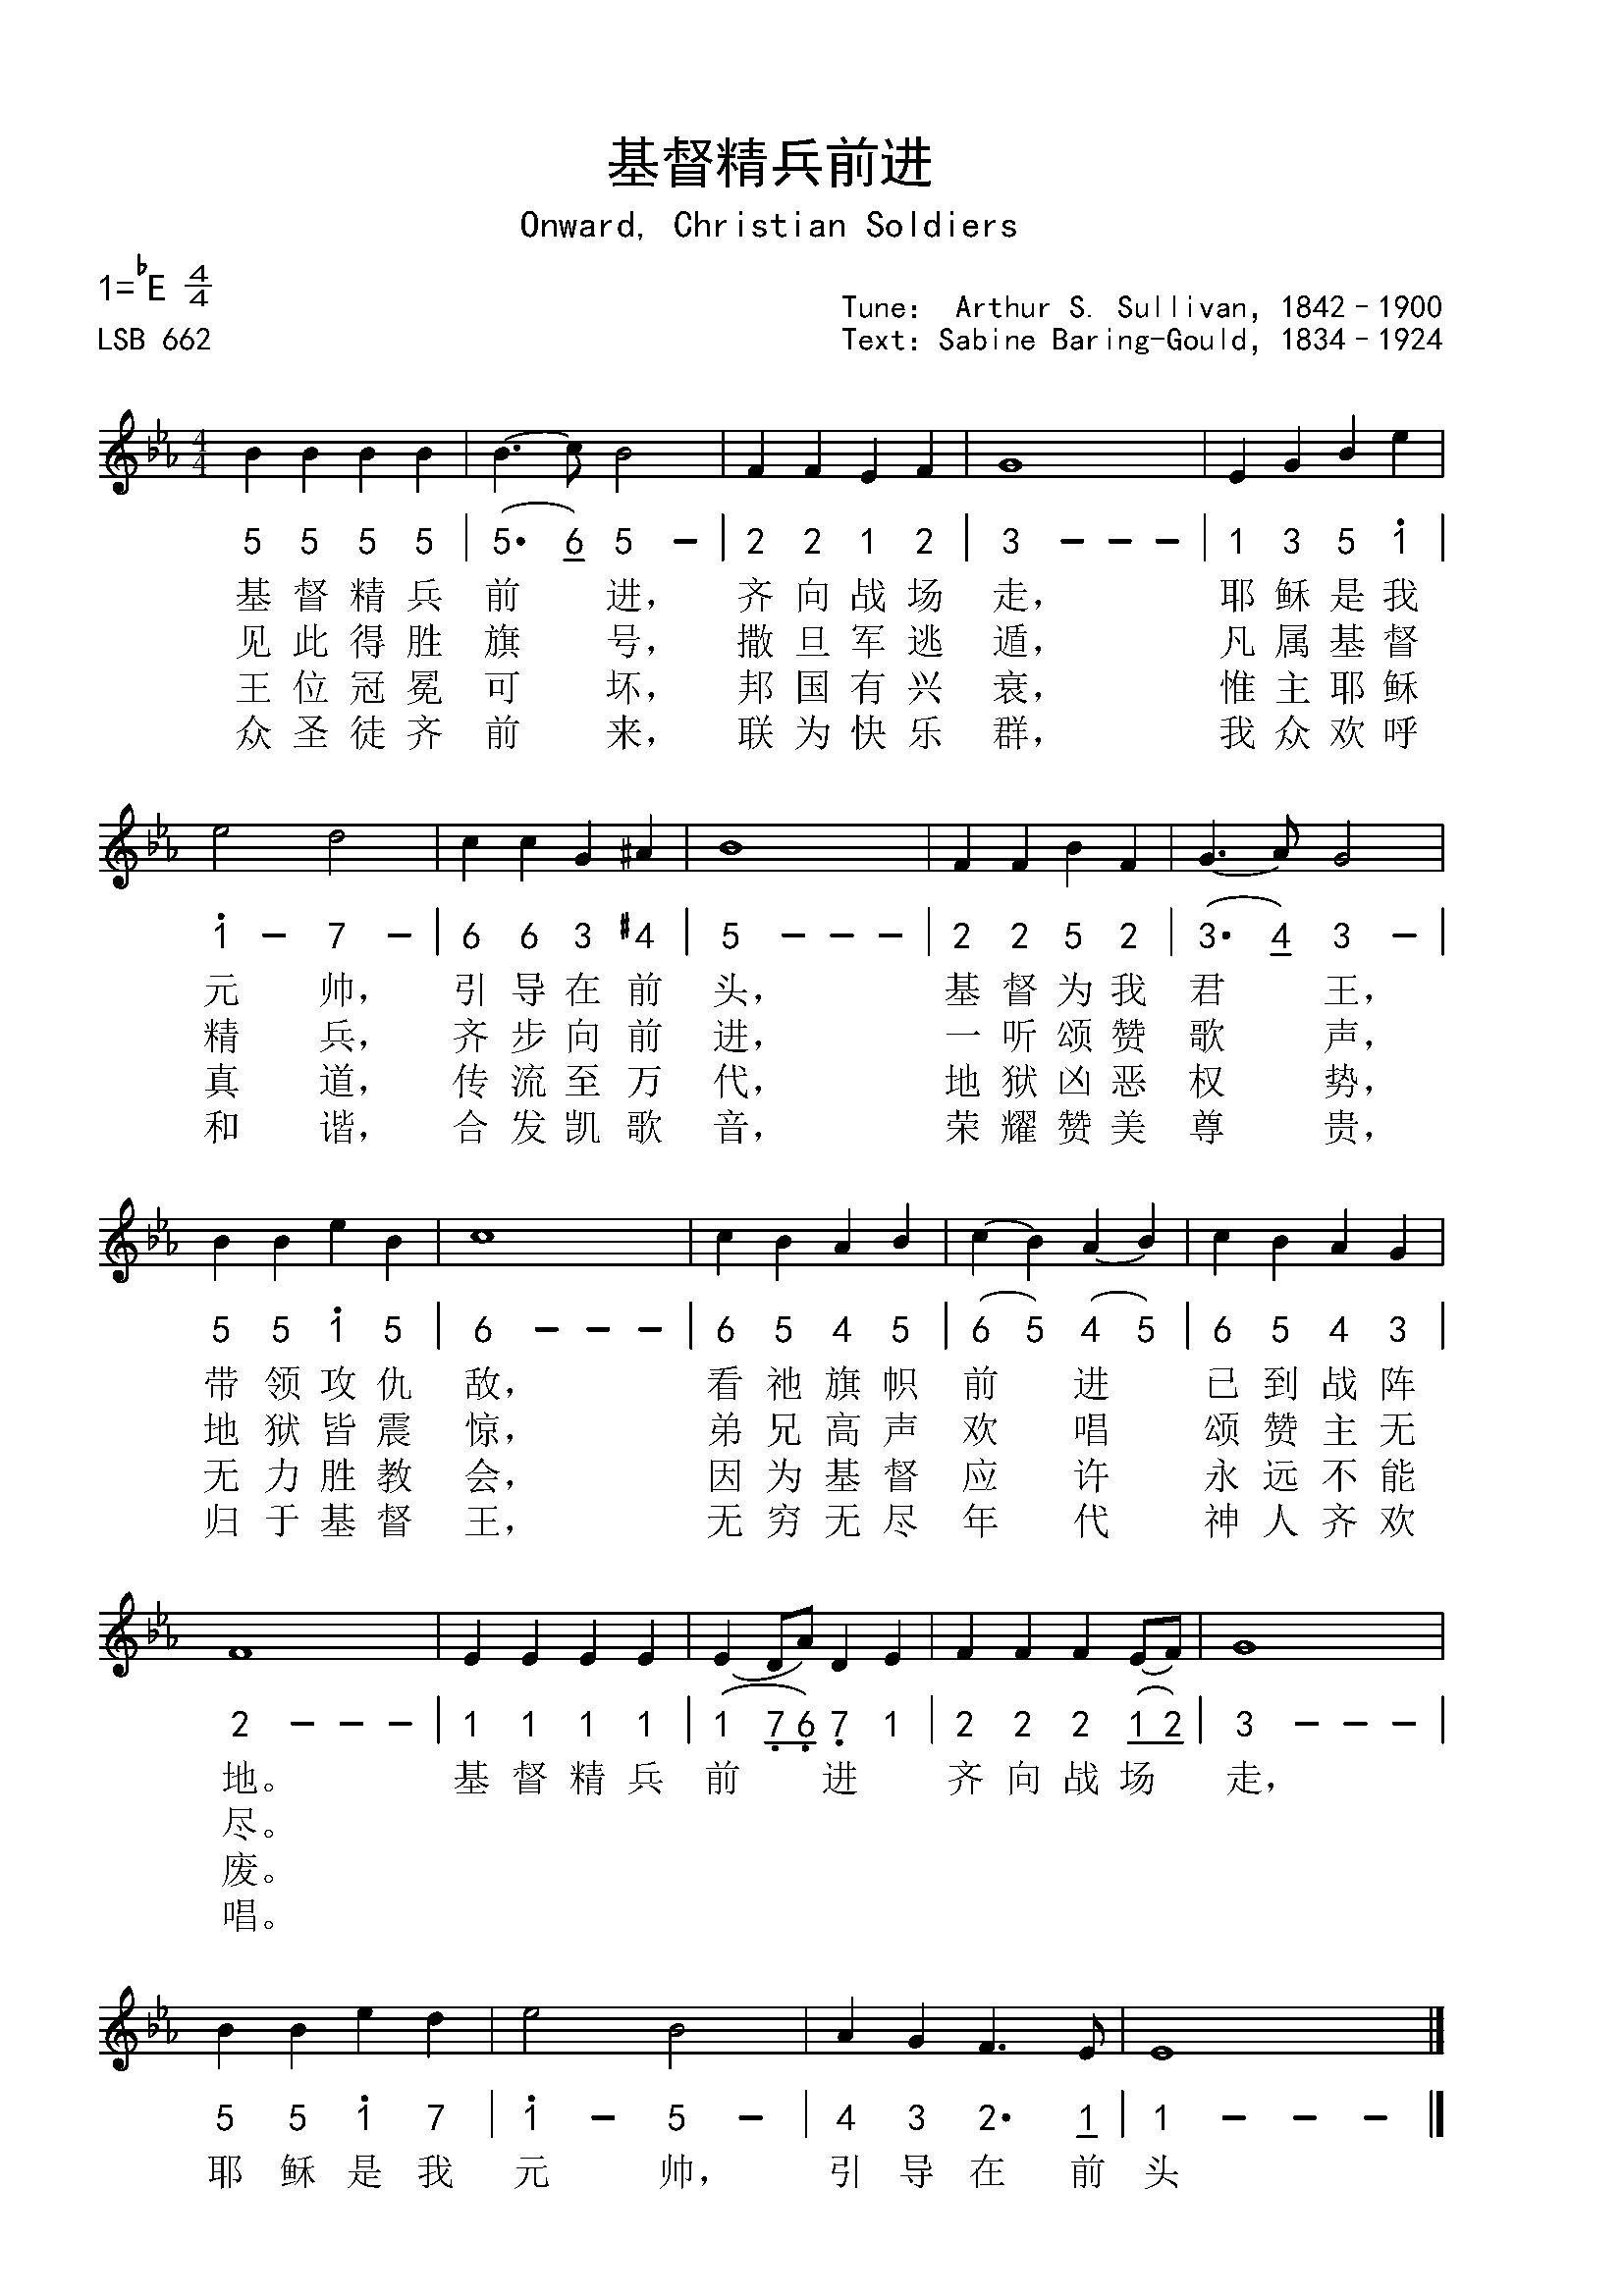 基督精兵前进
Onward, Christian Soldiers
1=♭E 4/4
LSB 662
Tune: Arthur S. Sullivan, 1842–1900
Text: Sabine Baring-Gould, 1834–1924
5 5 5 5 | (5· 6) 5 – | 2 2 1 2 | 3 – – – | 1 3 5 1̇ |
基督精兵 前 进， 齐向战场 走， 耶稣是我
见此得胜 旗 号， 撒旦军逃 遁， 凡属基督
王位冠冕 可 坏， 邦国有兴 衰， 惟主耶稣
众圣徒齐 前 来， 联为快乐 群， 我众欢呼
1̇ – 7 – | 6 6 3 #4 | 5 – – – | 2 2 5 2 | (3· 4) 3 – |
元 帅， 引导在前 头， 基督为我 君 王，
精 兵， 齐步向前 进， 一听颂赞 歌 声，
真 道， 传流至万 代， 地狱凶恶 权 势，
和 谐， 合发凯歌 音， 荣耀赞美 尊 贵，
5 5 1̇ 5 | 6 – – – | 6 5 4 5 | (6 5) (4 5) | 6 5 4 3 |
带领攻仇 敌， 看祂旗帜 前 进 已到战阵
地狱皆震 惊， 弟兄高声 欢 唱 颂赞主无
无力胜教 会， 因为基督 应 许 永远不能
归于基督 王， 无穷无尽 年 代 神人齐欢
2 – – – | 1 1 1 1 | (1 7̣ 6̣) 7̣ 1 | 2 2 2 (1 2) | 3 – – – |
地。 基督精兵 前 进 齐向战场 走，
尽。
废。
唱。
5 5 1̇ 7 | 1̇ – 5 – | 4 3 2· 1 | 1 – – – |
耶稣是我 元 帅， 引导在前 头